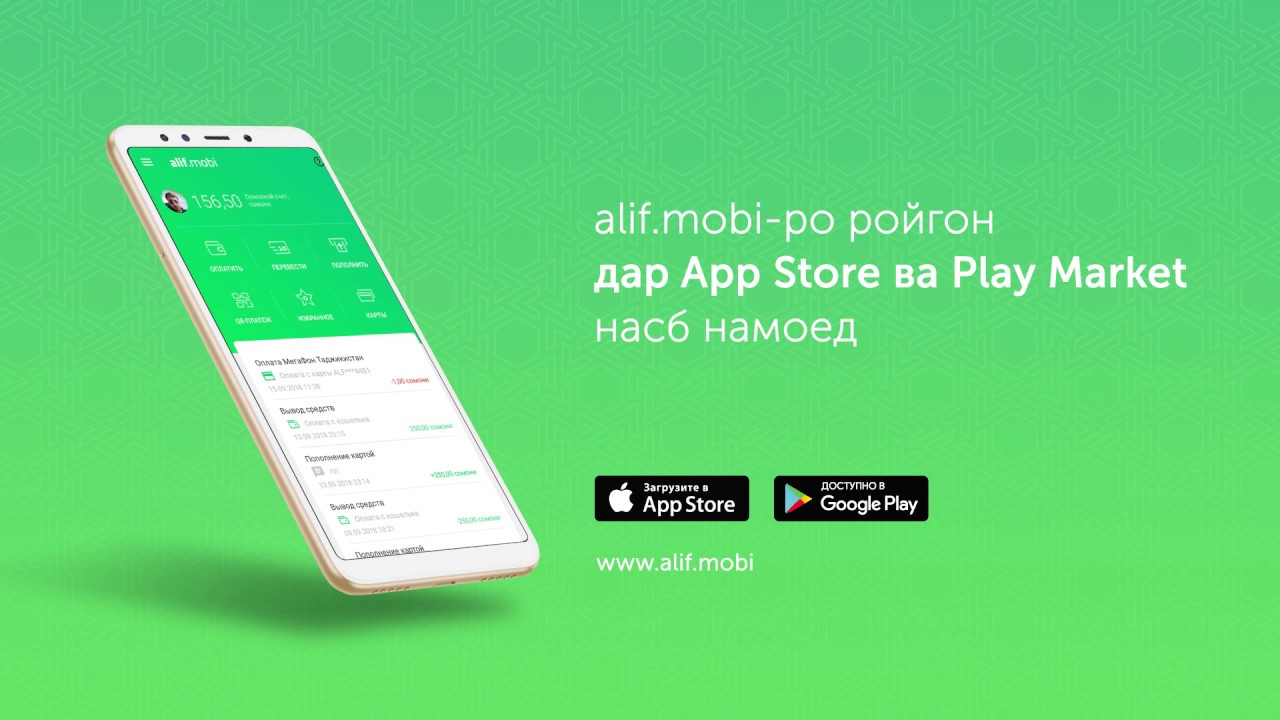 alif.mobi
156,50
Основной счет,
сомони
ОПЛАТИТЬ
ПЕРЕВЕСТИ
ПОПОЛНИТЬ
QR-ПЛАТЕЖ
ИЗБРАННОЕ
КАРТЫ
Оплата МегаФон Таджикистан
Оплата с карты ALF***6481
15.09.2018 11:38
-1,00 сомони
Вывод средств
Оплата с кошелька
13.09.2018 23:15
-250,00 сомони
Пополнение картой
13.09.2018 23:14
+250,00 сомони
Вывод средств
Оплата с кошелька
09.09.2018 18:21
250,00 сомони
Пополнение картой
alif.mobi-ро ройгон
дар App Store ва Play Market
насб намоед
Загрузите в
App Store
ДОСТУПНО В
Google Play
www.alif.mobi